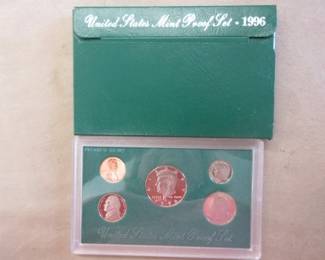 United States Mint Proof Set - 1996
United States Mint Proof Set